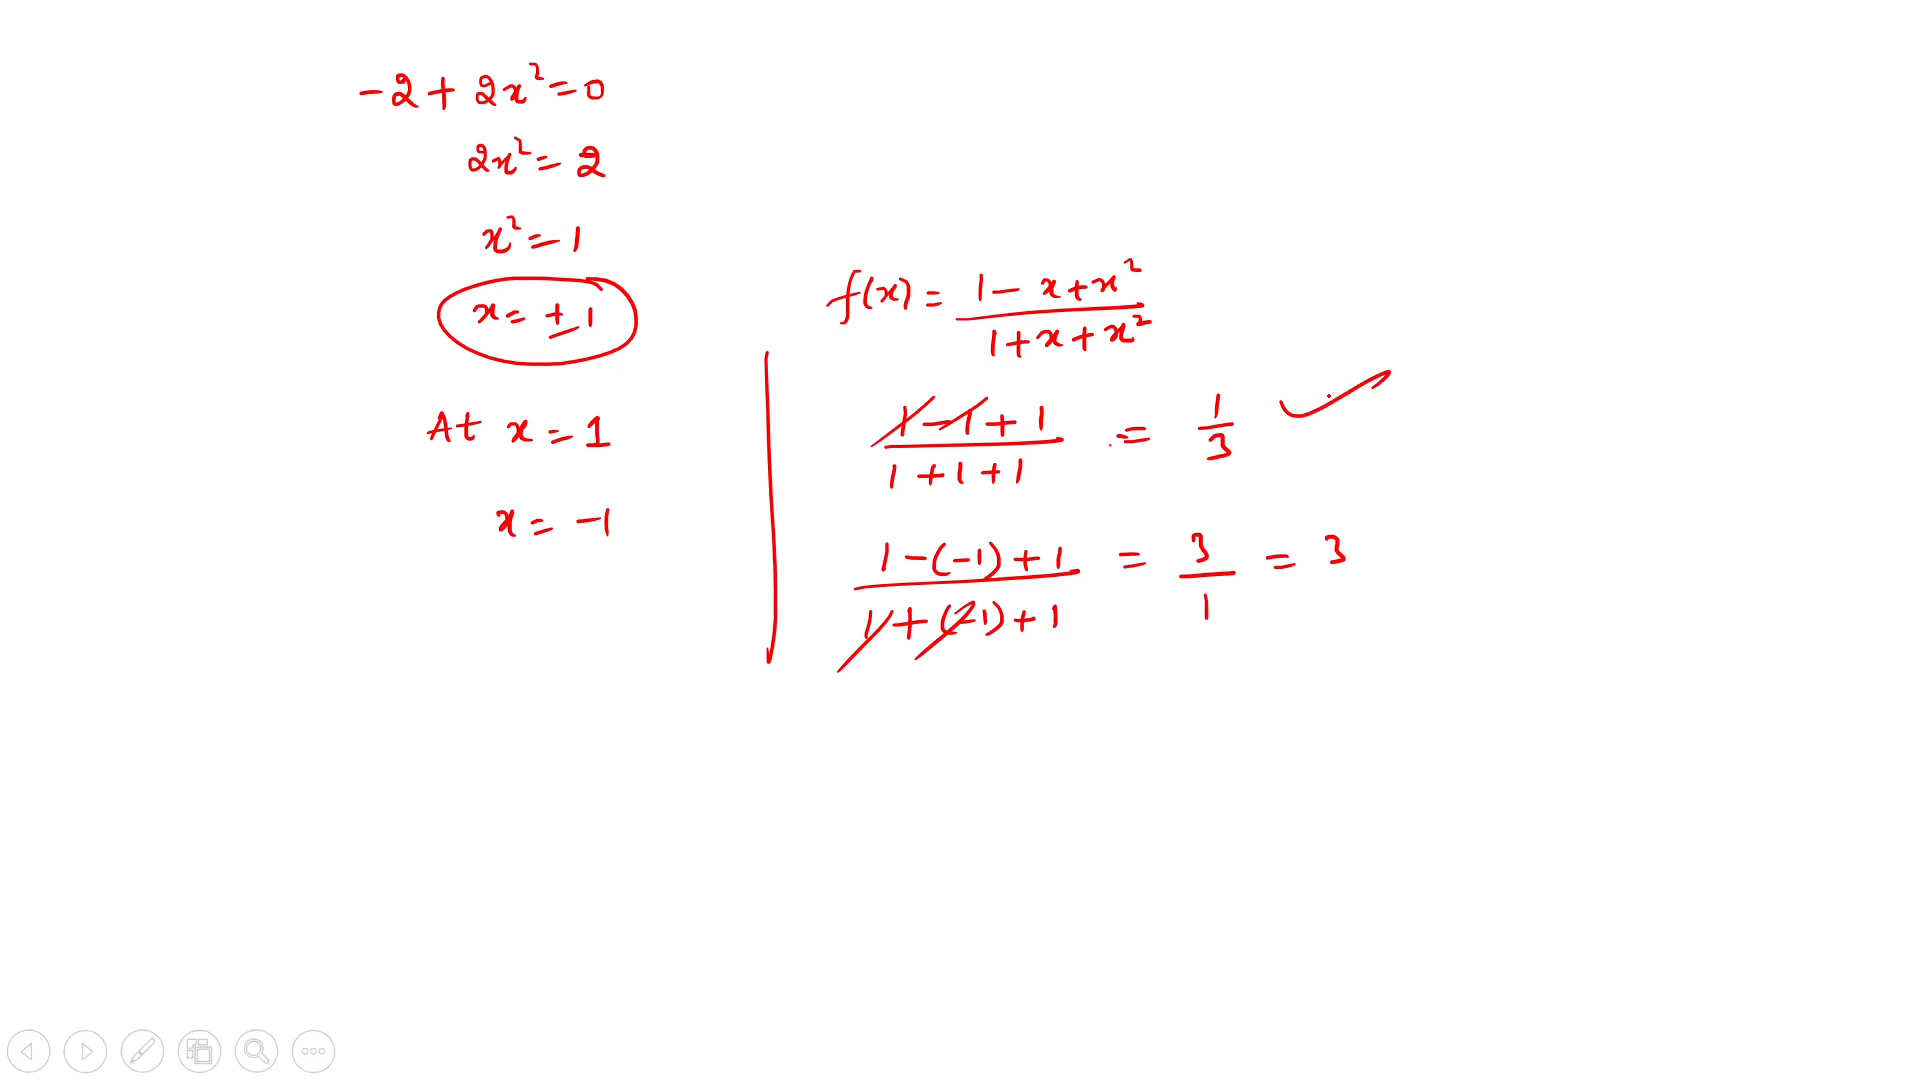 -2 + 2x² = 0
2x² = 2
x² = 1
x = ± 1
At x = 1
x = -1
f(x) = (1 - x + x²)/(1 + x + x²)
(1 - 1 + 1)/(1 + 1 + 1) = 1/3 ✓
(1 - (-1) + 1)/(1 + (-1) + 1) = 3/1 = 3